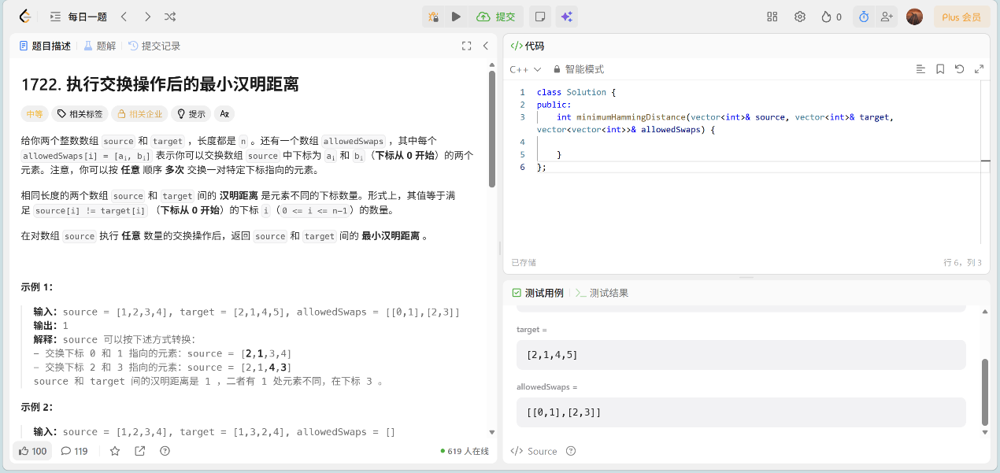 每日一题
提交
0
Plus 会员
题目描述
题解
提交记录
1722. 执行交换操作后的最小汉明距离
中等
相关标签
相关企业
提示
给你两个整数数组 source 和 target ，长度都是 n 。还有一个数组 allowedSwaps ，其中每个
allowedSwaps[i] = [aᵢ, bᵢ] 表示你可以交换数组 source 中下标为 aᵢ 和 bᵢ（下标从 0 开始）的两个
元素。注意，你可以按 任意 顺序 多次 交换一对特定下标指向的元素。
相同长度的两个数组 source 和 target 间的 汉明距离 是元素不同的下标数量。形式上，其值等于满
足 source[i] != target[i] （下标从 0 开始）的下标 i（0 <= i <= n-1）的数量。
在对数组 source 执行 任意 数量的交换操作后，返回 source 和 target 间的 最小汉明距离 。
示例 1：
输入：source = [1,2,3,4], target = [2,1,4,5], allowedSwaps = [[0,1],[2,3]]
输出：1
解释：source 可以按下述方式转换：
- 交换下标 0 和 1 指向的元素：source = [2,1,3,4]
- 交换下标 2 和 3 指向的元素：source = [2,1,4,3]
source 和 target 间的汉明距离是 1 ，二者有 1 处元素不同，在下标 3 。
示例 2：
输入：source = [1,2,3,4], target = [1,3,2,4], allowedSwaps = []
100
119
619 人在线
</>代码
C++
智能模式
1 class Solution {
2 public:
3 int minimumHammingDistance(vector<int>& source, vector<int>& target,
vector<vector<int>>& allowedSwaps) {
4
5 }
6 };
已存储
行 6，列 3
测试用例
测试结果
target =
[2,1,4,5]
allowedSwaps =
[[0,1],[2,3]]
</> Source